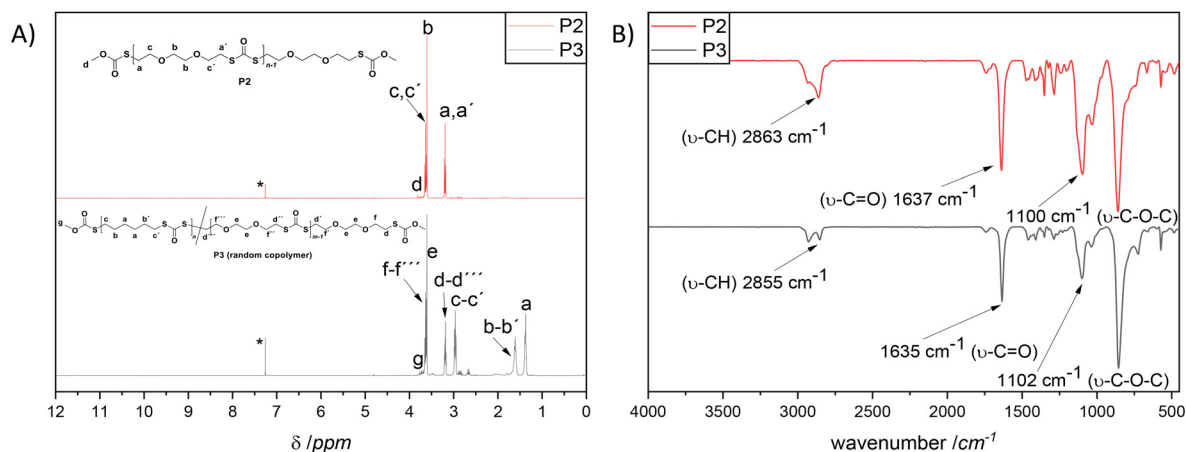 A)
P2
P3
b
c,c´
a,a´
d
*
O
c
b
a´
O
O
O
S
O
S
S
O
S
O
d
O
a
b
c´
n-1
P2
e
f-f´´´
d-d´´´
c-c´
b-b´
a
g
*
P3 (random copolymer)
12
11
10
9
8
7
6
5
4
3
2
1
0
δ /ppm
B)
P2
P3
(υ-CH) 2863 cm-1
(υ-C=O) 1637 cm-1
1100 cm-1 (υ-C-O-C)
(υ-CH) 2855 cm-1
1635 cm-1 (υ-C=O)
1102 cm-1 (υ-C-O-C)
4000 3500 3000 2500 2000 1500 1000 500
wavenumber /cm-1